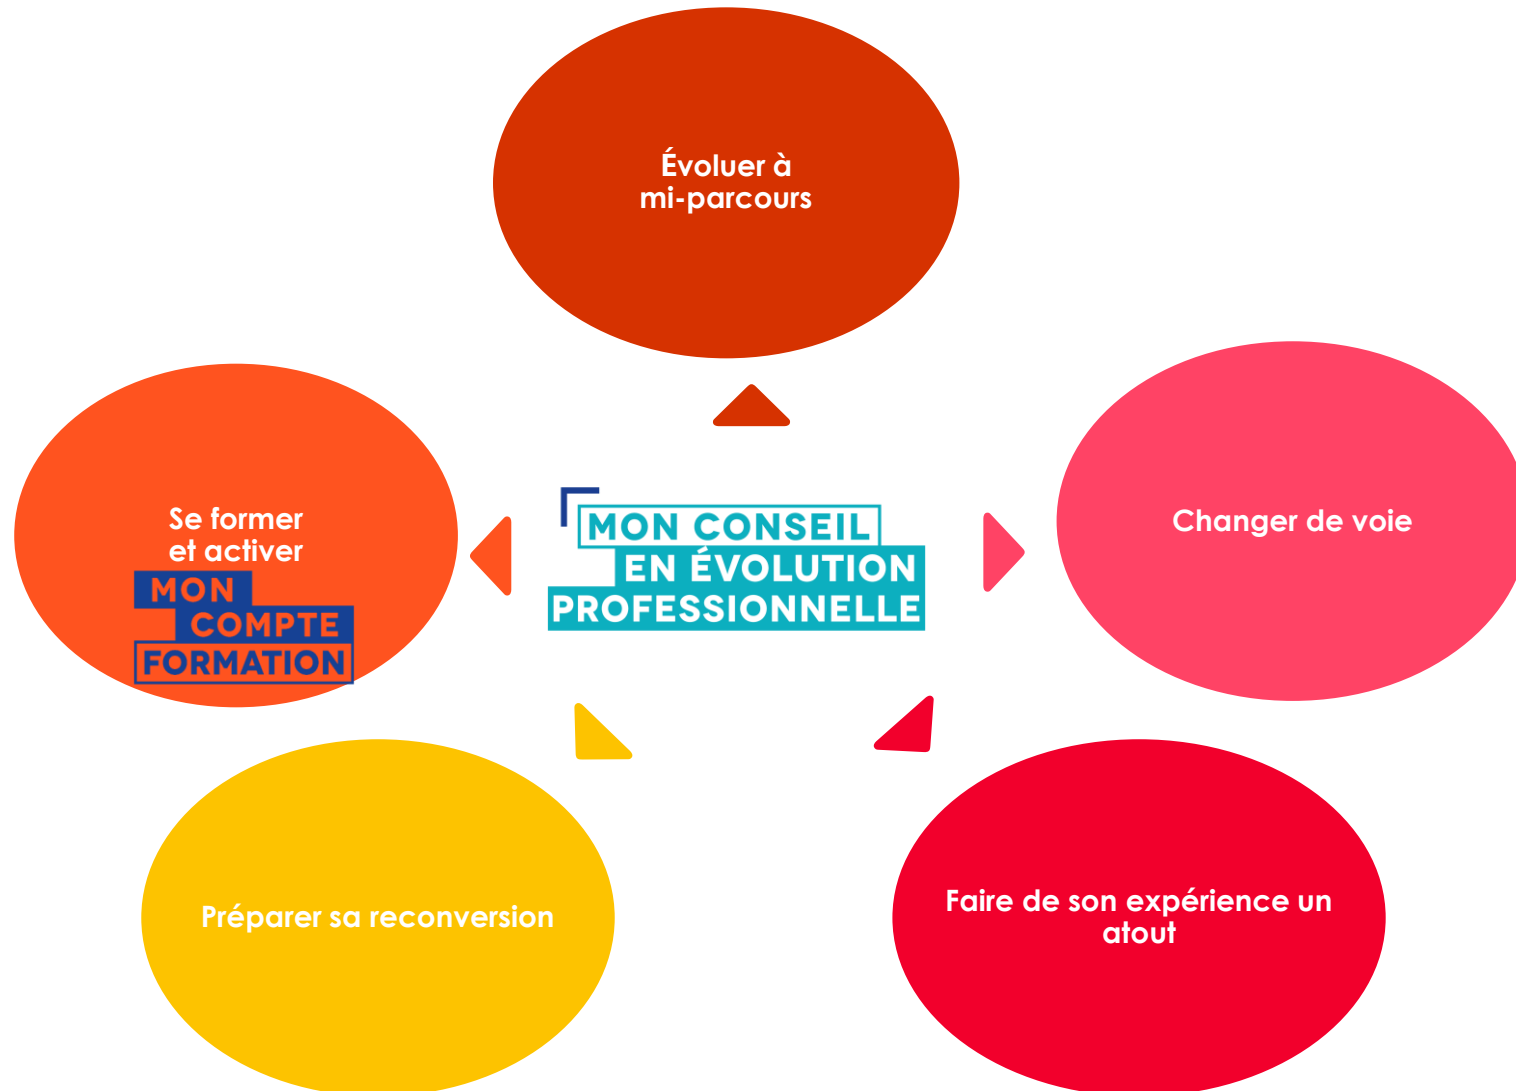 Évoluer à
mi-parcours
Se former
et activer
MON
COMPTE
FORMATION
MON CONSEIL
EN ÉVOLUTION
PROFESSIONNELLE
Changer de voie
Préparer sa reconversion
Faire de son expérience un
atout